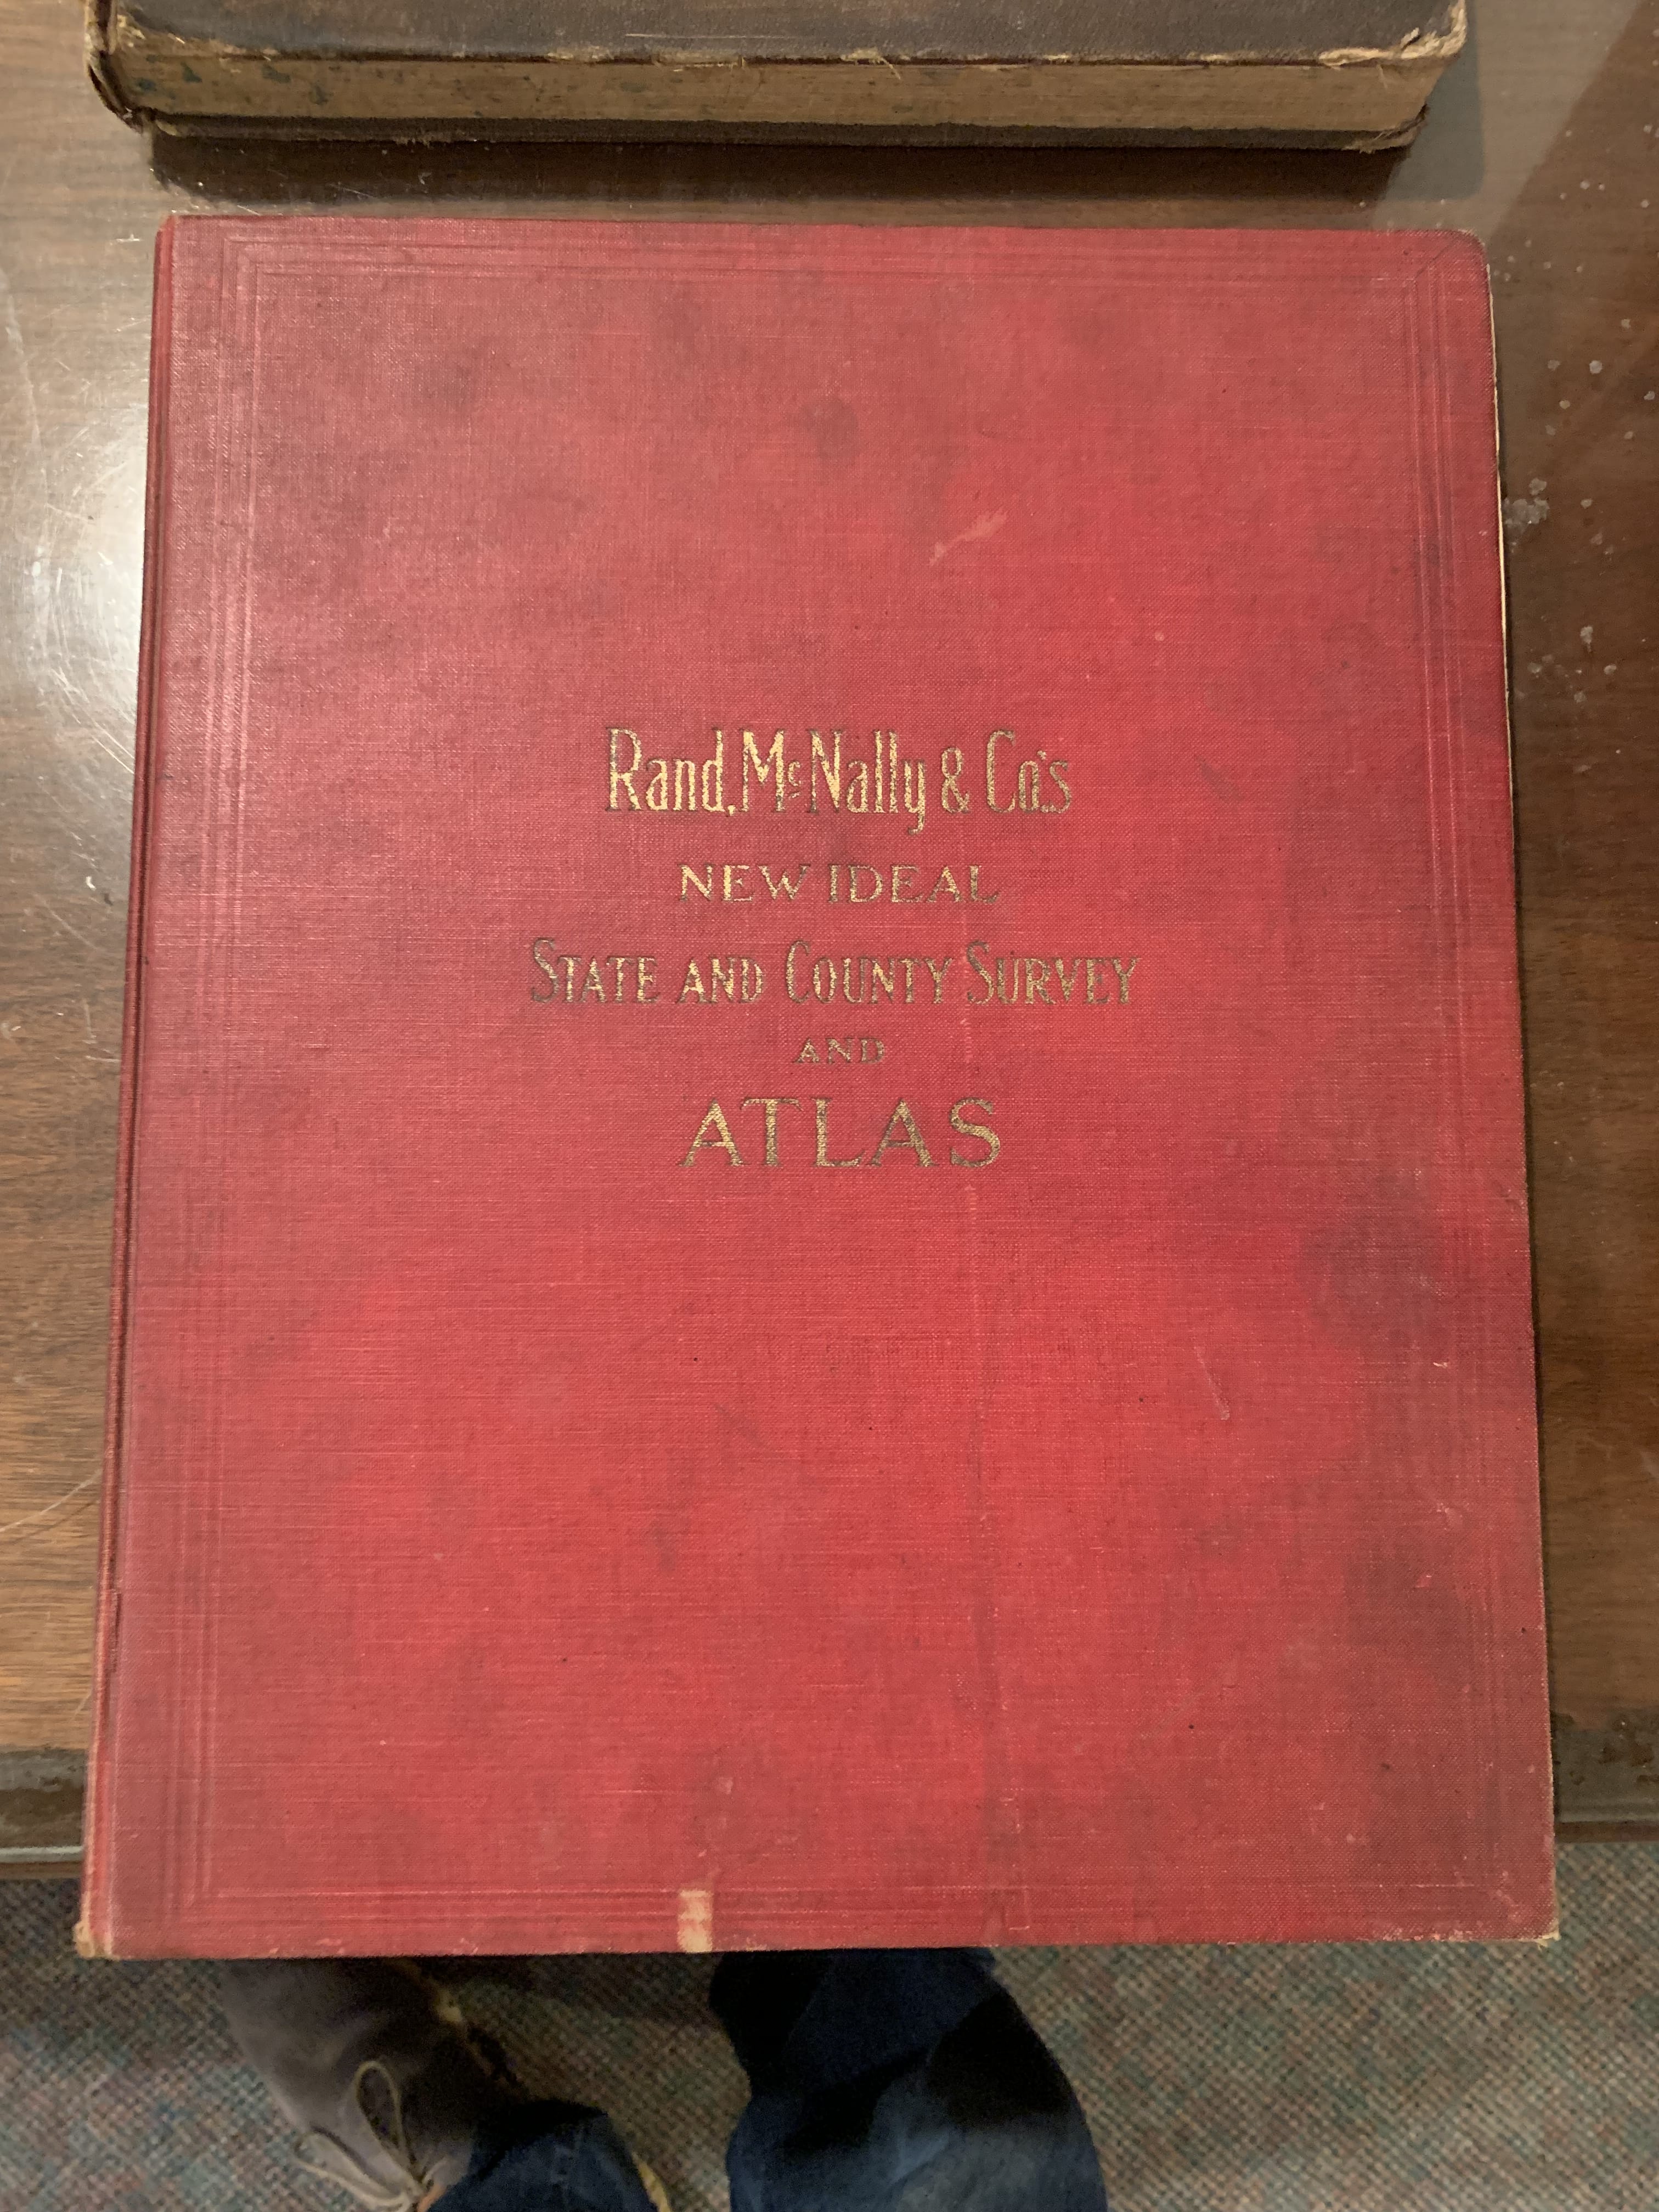 Rand, McNally & Co.'s
NEW IDEAL
STATE AND COUNTY SURVEY
AND
ATLAS